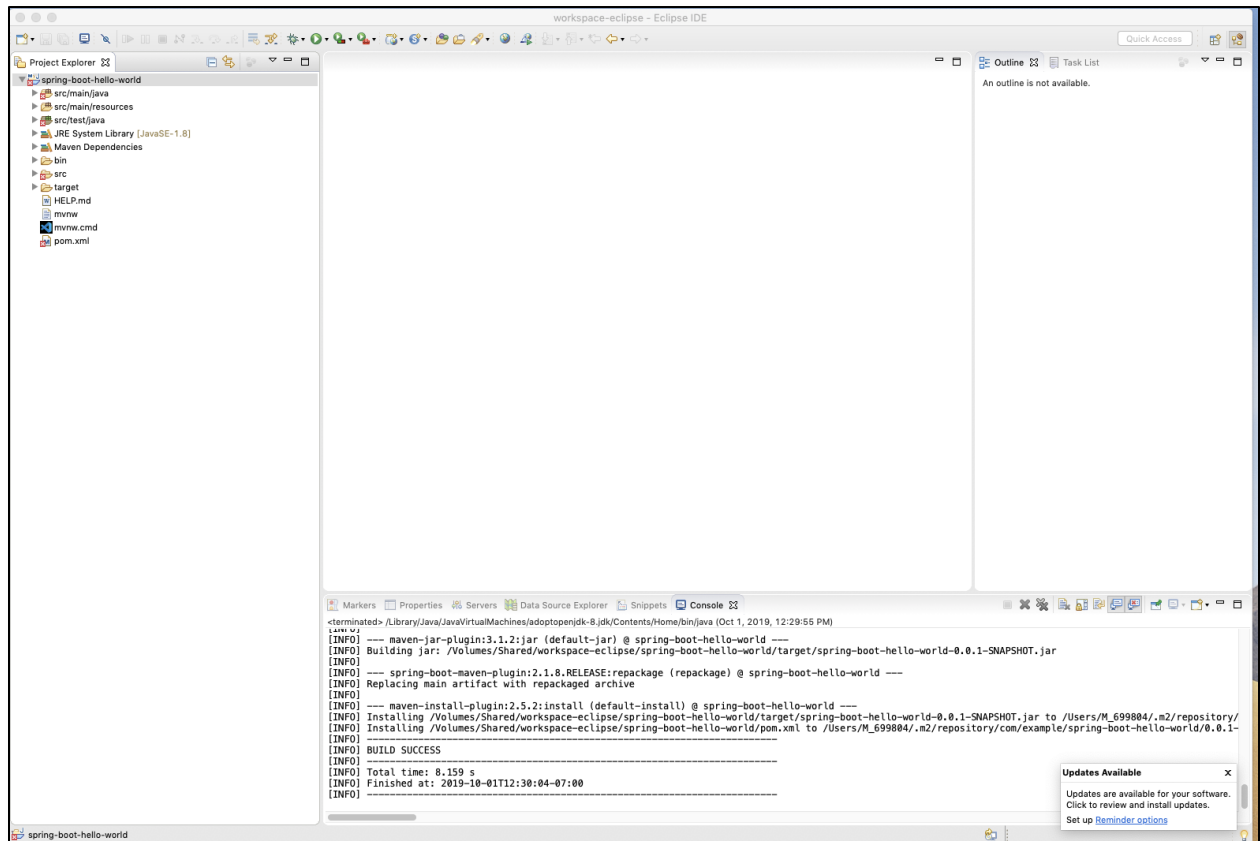 workspace-eclipse - Eclipse IDE
Quick Access
Project Explorer
spring-boot-hello-world
src/main/java
src/main/resources
src/test/java
JRE System Library [JavaSE-1.8]
Maven Dependencies
bin
src
target
HELP.md
mvnw
mvnw.cmd
pom.xml
Outline Task List
An outline is not available.
Markers Properties Servers Data Source Explorer Snippets Console
<terminated> /Library/Java/JavaVirtualMachines/adoptopenjdk-8.jdk/Contents/Home/bin/java (Oct 1, 2019, 12:29:55 PM)
[INFO]
[INFO] --- maven-jar-plugin:3.1.2:jar (default-jar) @ spring-boot-hello-world ---
[INFO] Building jar: /Volumes/Shared/workspace-eclipse/spring-boot-hello-world/target/spring-boot-hello-world-0.0.1-SNAPSHOT.jar
[INFO]
[INFO] --- spring-boot-maven-plugin:2.1.8.RELEASE:repackage (repackage) @ spring-boot-hello-world ---
[INFO] Replacing main artifact with repackaged archive
[INFO]
[INFO] --- maven-install-plugin:2.5.2:install (default-install) @ spring-boot-hello-world ---
[INFO] Installing /Volumes/Shared/workspace-eclipse/spring-boot-hello-world/target/spring-boot-hello-world-0.0.1-SNAPSHOT.jar to /Users/M_699804/.m2/repository/
[INFO] Installing /Volumes/Shared/workspace-eclipse/spring-boot-hello-world/pom.xml to /Users/M_699804/.m2/repository/com/example/spring-boot-hello-world/0.0.1-
[INFO] ------------------------------------------------------------------------
[INFO] BUILD SUCCESS
[INFO] ------------------------------------------------------------------------
[INFO] Total time: 8.159 s
[INFO] Finished at: 2019-10-01T12:30:04-07:00
[INFO] ------------------------------------------------------------------------
Updates Available x
Updates are available for your software.
Click to review and install updates.
Set up Reminder options
spring-boot-hello-world